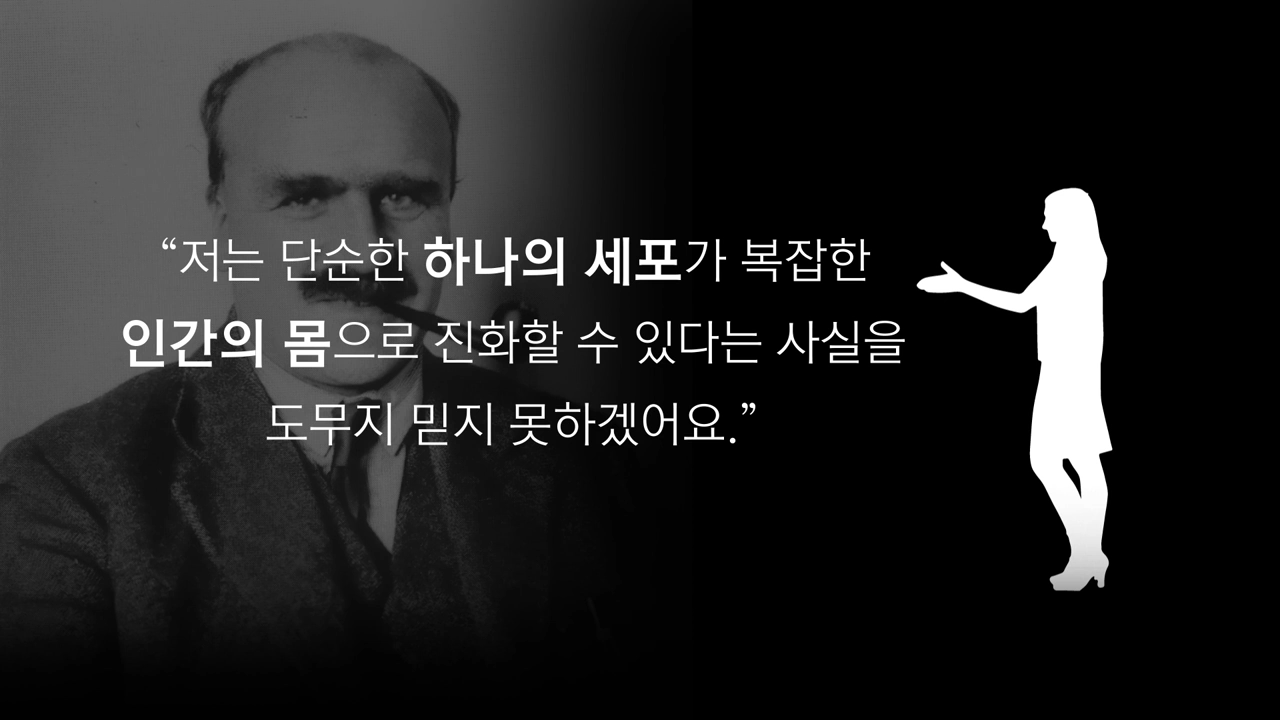 “저는 단순한 하나의 세포가 복잡한
인간의 몸으로 진화할 수 있다는 사실을
도무지 믿지 못하겠어요.”